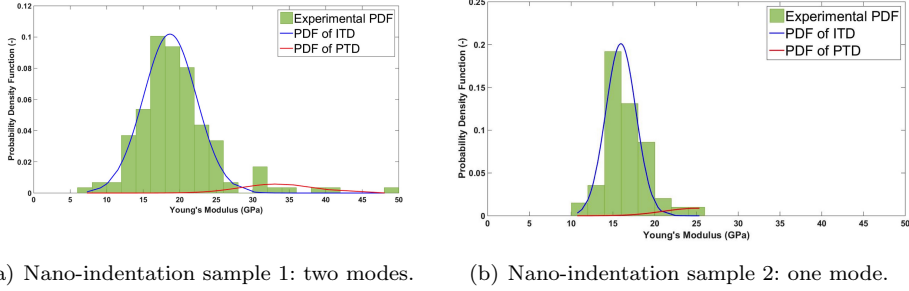 0.12
0.1
0.08
0.06
0.04
0.02
0
Probability Density Function (-)
Experimental PDF
PDF of ITD
PDF of PTD
0 5 10 15 20 25 30 35 40 45 50
Young's Modulus (GPa)
a) Nano-indentation sample 1: two modes.
0.25
0.2
0.15
0.1
0.05
0
Probability Density Function (-)
Experimental PDF
PDF of ITD
PDF of PTD
0 5 10 15 20 25 30 35 40 45 50
Young's Modulus (GPa)
(b) Nano-indentation sample 2: one mode.